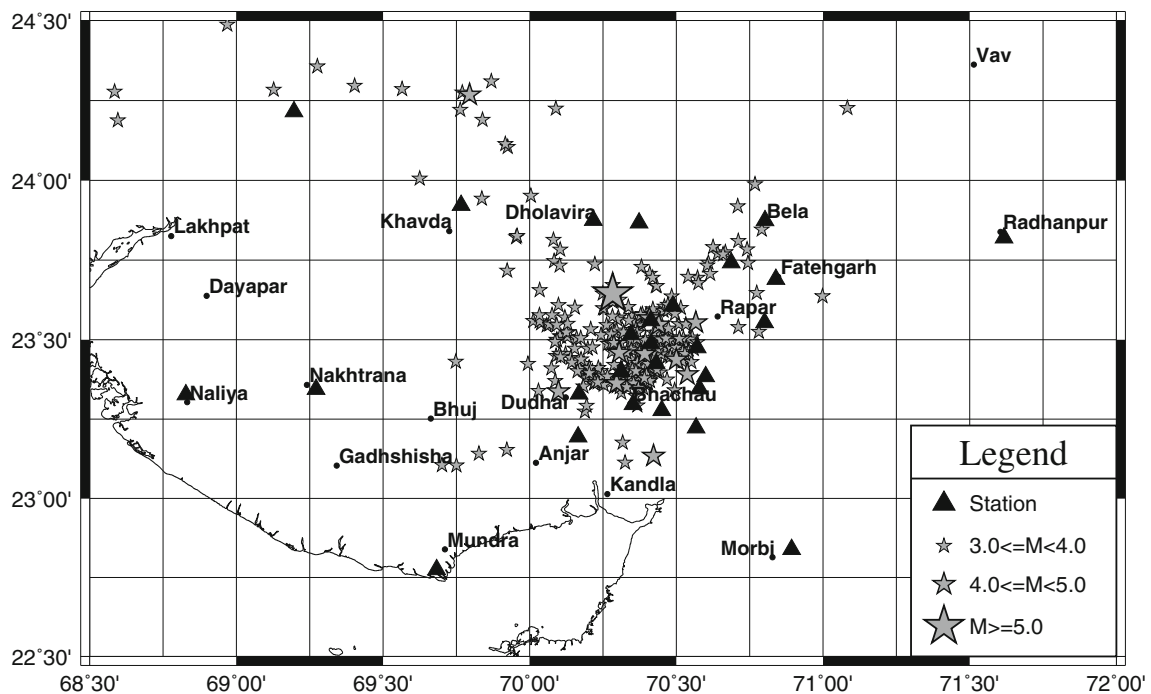 24˚30'
Vav
24˚00'
Dholavira
Bela
Khavda
Lakhpat
Radhanpur
Fatehgarh
Dayapar
Rapar
23˚30'
Nakhtrana
Naliya
Dudhai
Bhachau
Bhuj
Gadhshisha
Anjar
Legend
Kandla
23˚00'
Station
Mundra
Morbi
3.0<=M<4.0
4.0<=M<5.0
M>=5.0
22˚30'
68˚30' 69˚00' 69˚30' 70˚00' 70˚30' 71˚00' 71˚30' 72˚00'